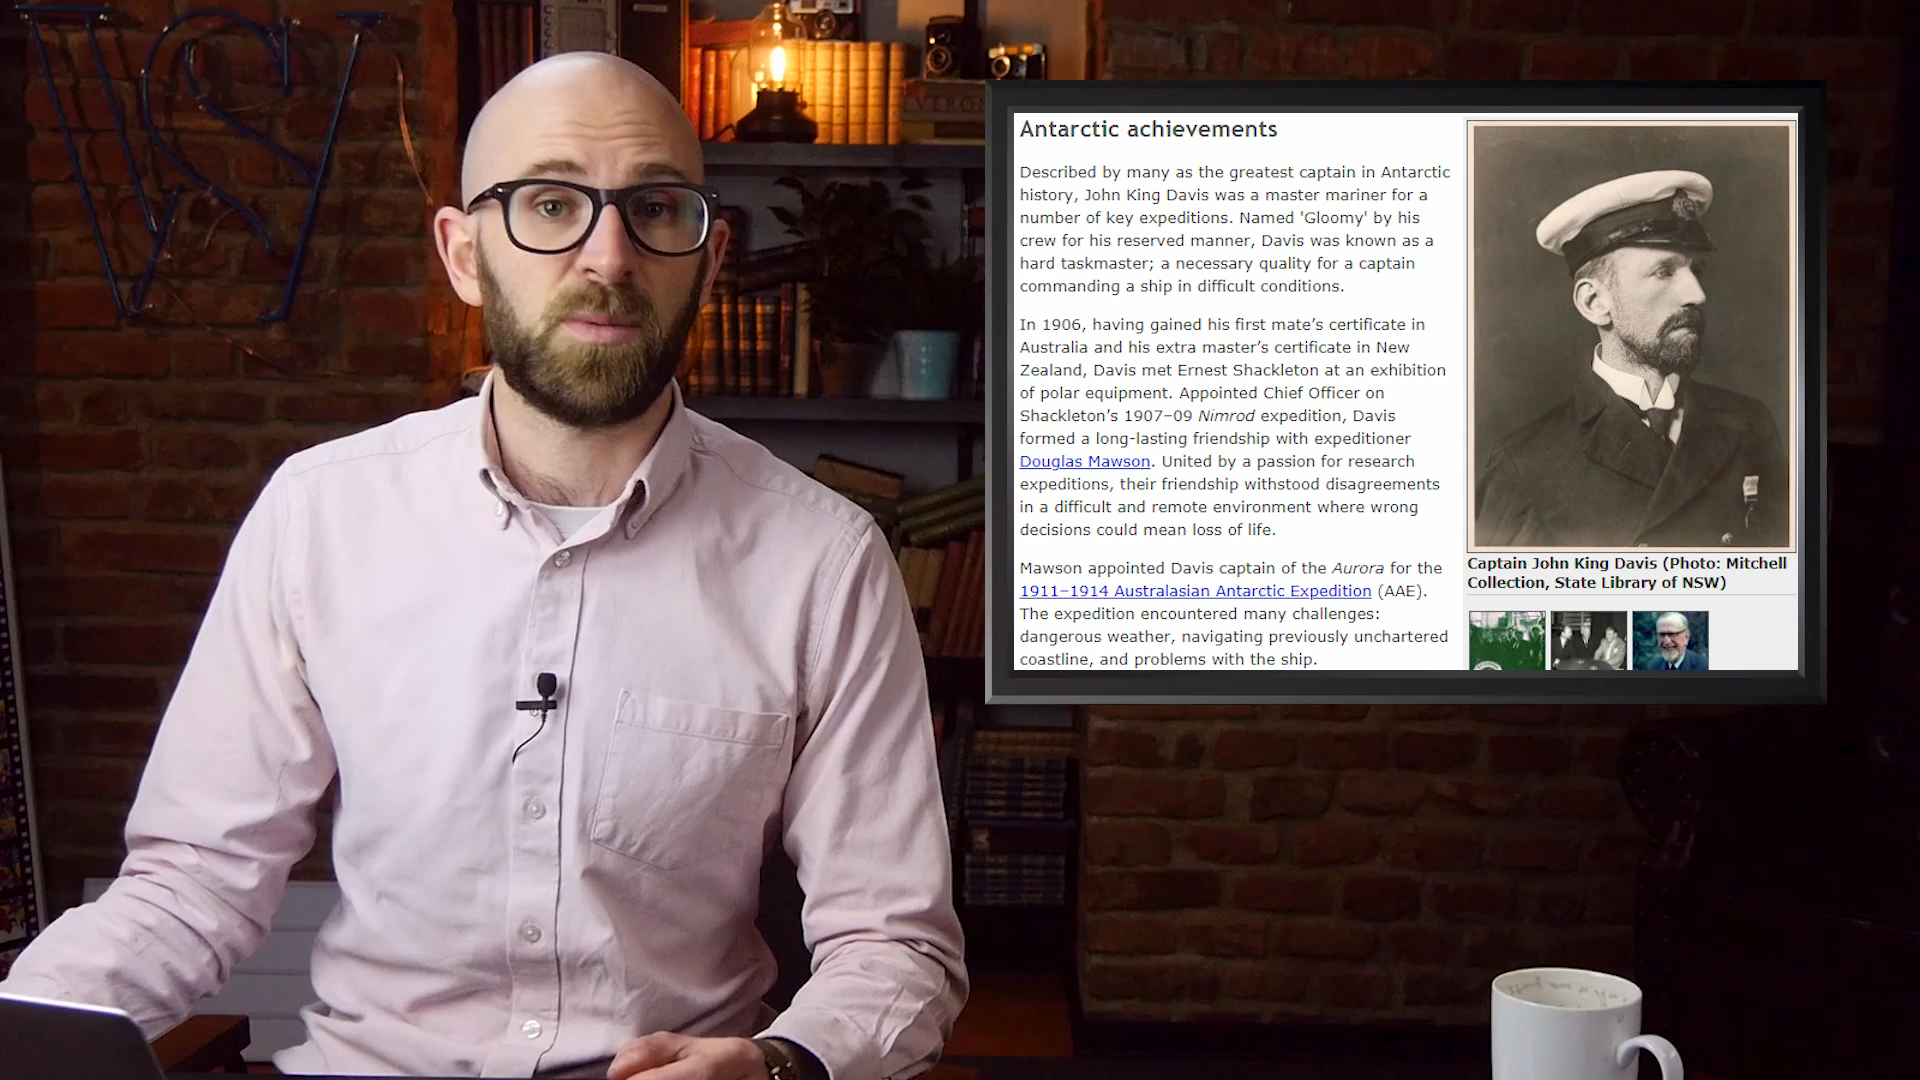 Antarctic achievements
Described by many as the greatest captain in Antarctic
history, John King Davis was a master mariner for a
number of key expeditions. Named 'Gloomy' by his
crew for his reserved manner, Davis was known as a
hard taskmaster; a necessary quality for a captain
commanding a ship in difficult conditions.
In 1906, having gained his first mate’s certificate in
Australia and his extra master’s certificate in New
Zealand, Davis met Ernest Shackleton at an exhibition
of polar equipment. Appointed Chief Officer on
Shackleton’s 1907–09 Nimrod expedition, Davis
formed a long-lasting friendship with expeditioner
Douglas Mawson. United by a passion for research
expeditions, their friendship withstood disagreements
in a difficult and remote environment where wrong
decisions could mean loss of life.
Mawson appointed Davis captain of the Aurora for the
1911–1914 Australasian Antarctic Expedition (AAE).
The expedition encountered many challenges:
dangerous weather, navigating previously unchartered
coastline, and problems with the ship.
Captain John King Davis (Photo: Mitchell
Collection, State Library of NSW)